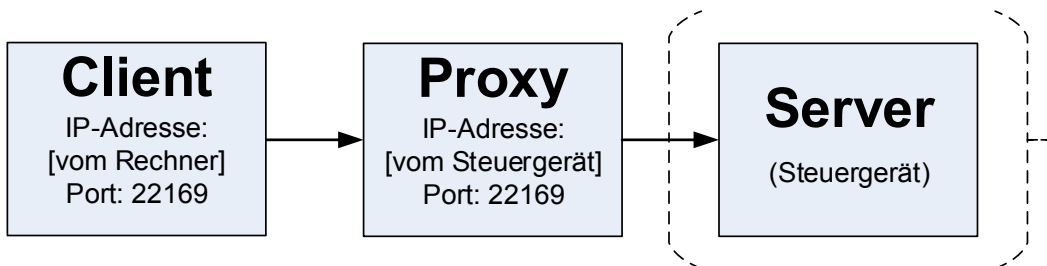 Client
IP-Adresse:
[vom Rechner]
Port: 22169
Proxy
IP-Adresse:
[vom Steuergerät]
Port: 22169
Server
(Steuergerät)